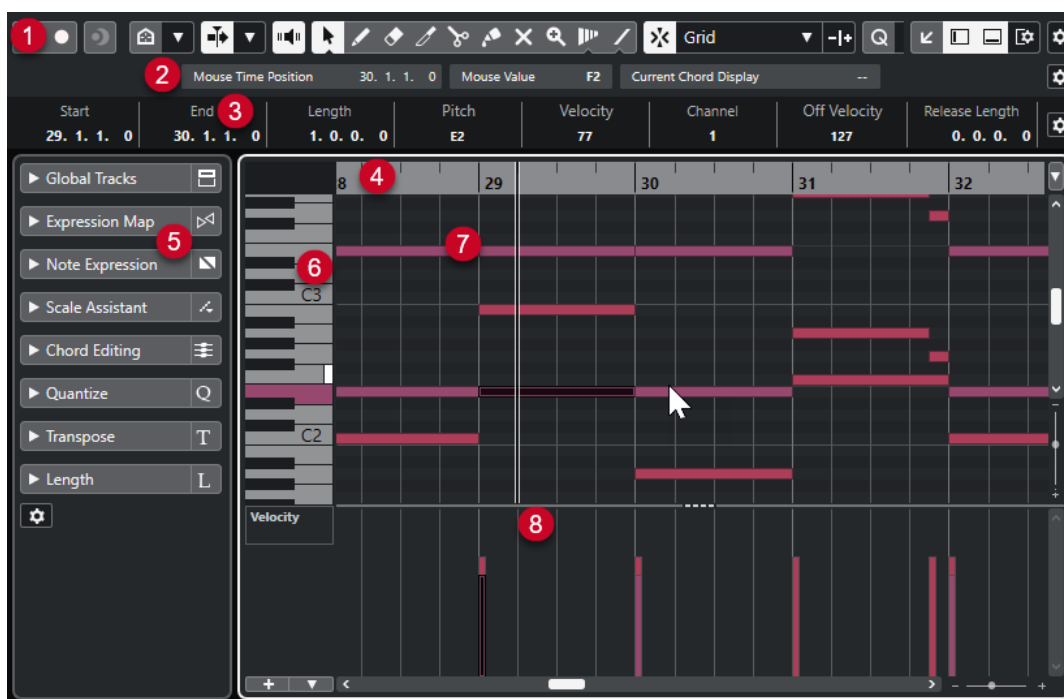 1
Grid
Q
2
Mouse Time Position 30. 1. 1. 0 Mouse Value F2 Current Chord Display --
3
Start End Length Pitch Velocity Channel Off Velocity Release Length
29. 1. 1. 0 30. 1. 1. 0 1. 0. 0. 0 E2 77 1 127 0. 0. 0. 0
Global Tracks
Expression Map
5
Note Expression
Scale Assistant
Chord Editing
Quantize Q
Transpose T
Length L
8 4 29 30 31 32
7
6
C3
C2
Velocity
8